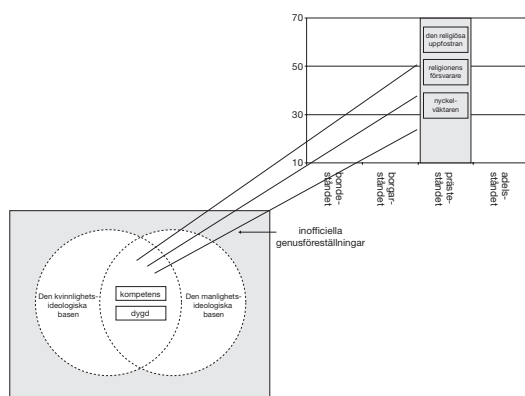 70
50
30
10
den religiösa
uppfostran
religionens
försvarare
nyckel-
väktaren
bonde-
ståndet
borgar-
ståndet
präste-
ståndet
adels-
ståndet
inofficiella
genusföreställningar
Den kvinnlighets-
ideologiska
basen
kompetens
dygd
Den manlighets-
ideologiska
basen